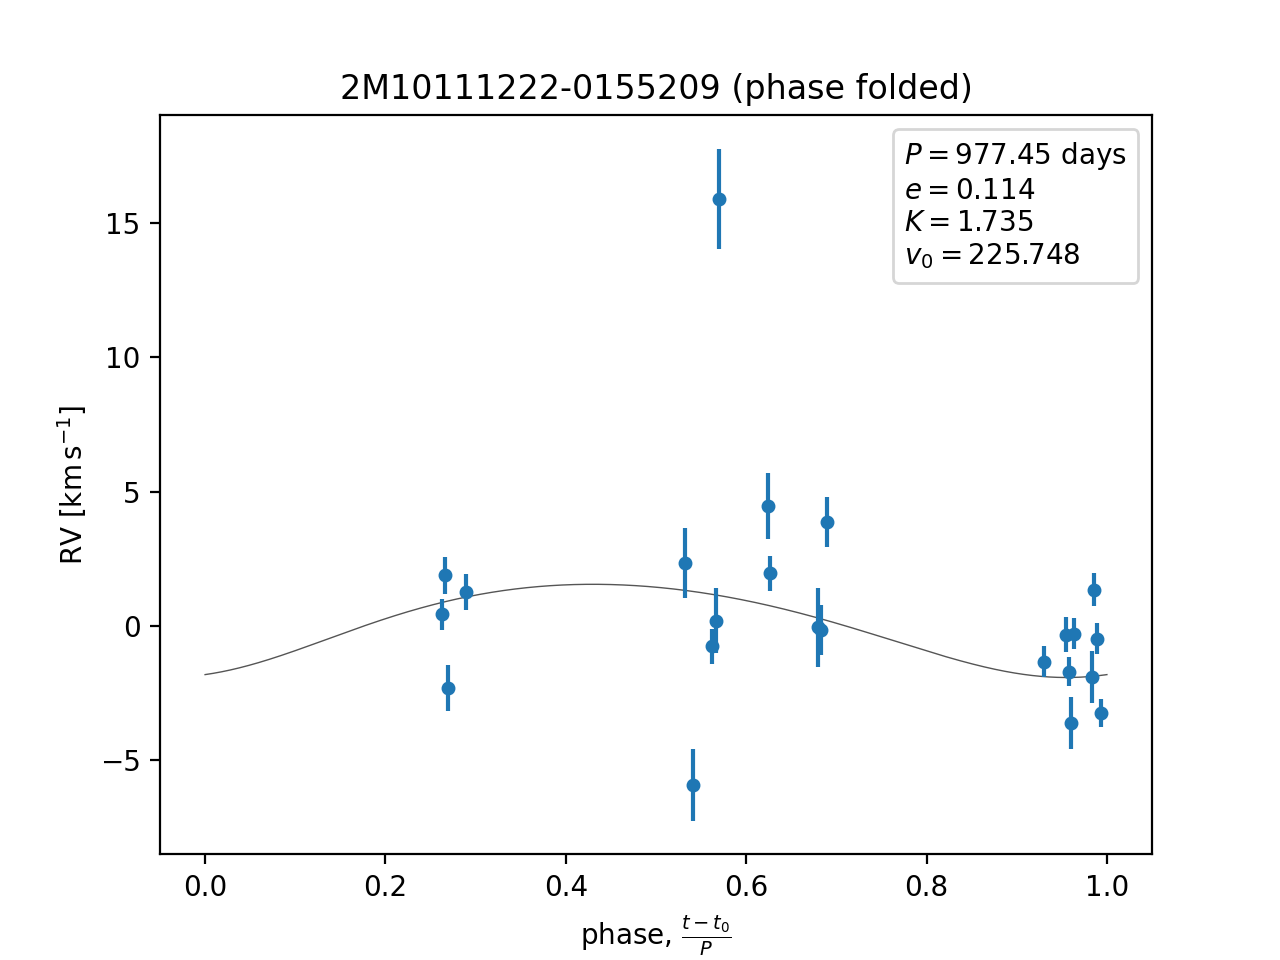 2M10111222-0155209 (phase folded)
P = 977.45 days
e = 0.114
K = 1.735
v₀ = 225.748
15
10
5
0
−5
RV [km s⁻¹]
0.0 0.2 0.4 0.6 0.8 1.0
phase, (t − t₀)/P